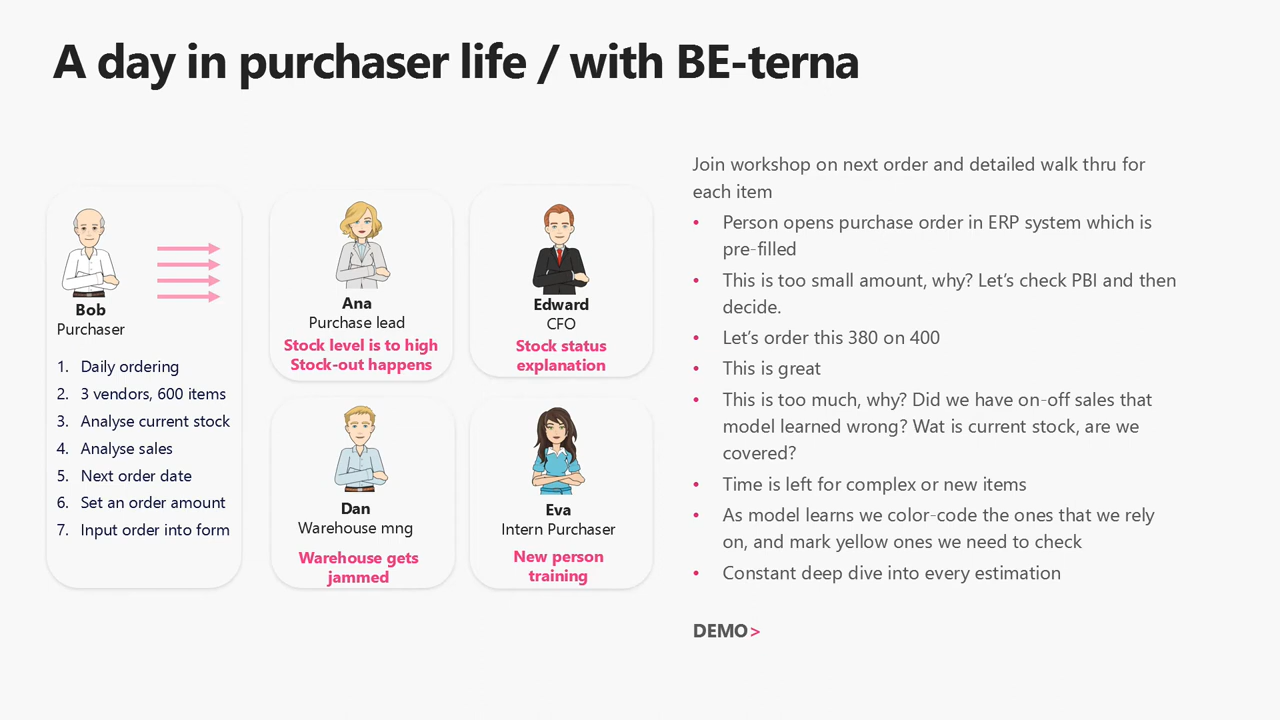 A day in purchaser life / with BE-terna
Bob
Purchaser
1. Daily ordering
2. 3 vendors, 600 items
3. Analyse current stock
4. Analyse sales
5. Next order date
6. Set an order amount
7. Input order into form
Ana
Purchase lead
Stock level is to high
Stock-out happens
Edward
CFO
Stock status
explanation
Dan
Warehouse mng
Warehouse gets
jammed
Eva
Intern Purchaser
New person
training
Join workshop on next order and detailed walk thru for
each item
• Person opens purchase order in ERP system which is
pre-filled
• This is too small amount, why? Let's check PBI and then
decide.
• Let's order this 380 on 400
• This is great
• This is too much, why? Did we have on-off sales that
model learned wrong? Wat is current stock, are we
covered?
• Time is left for complex or new items
• As model learns we color-code the ones that we rely
on, and mark yellow ones we need to check
• Constant deep dive into every estimation
DEMO>